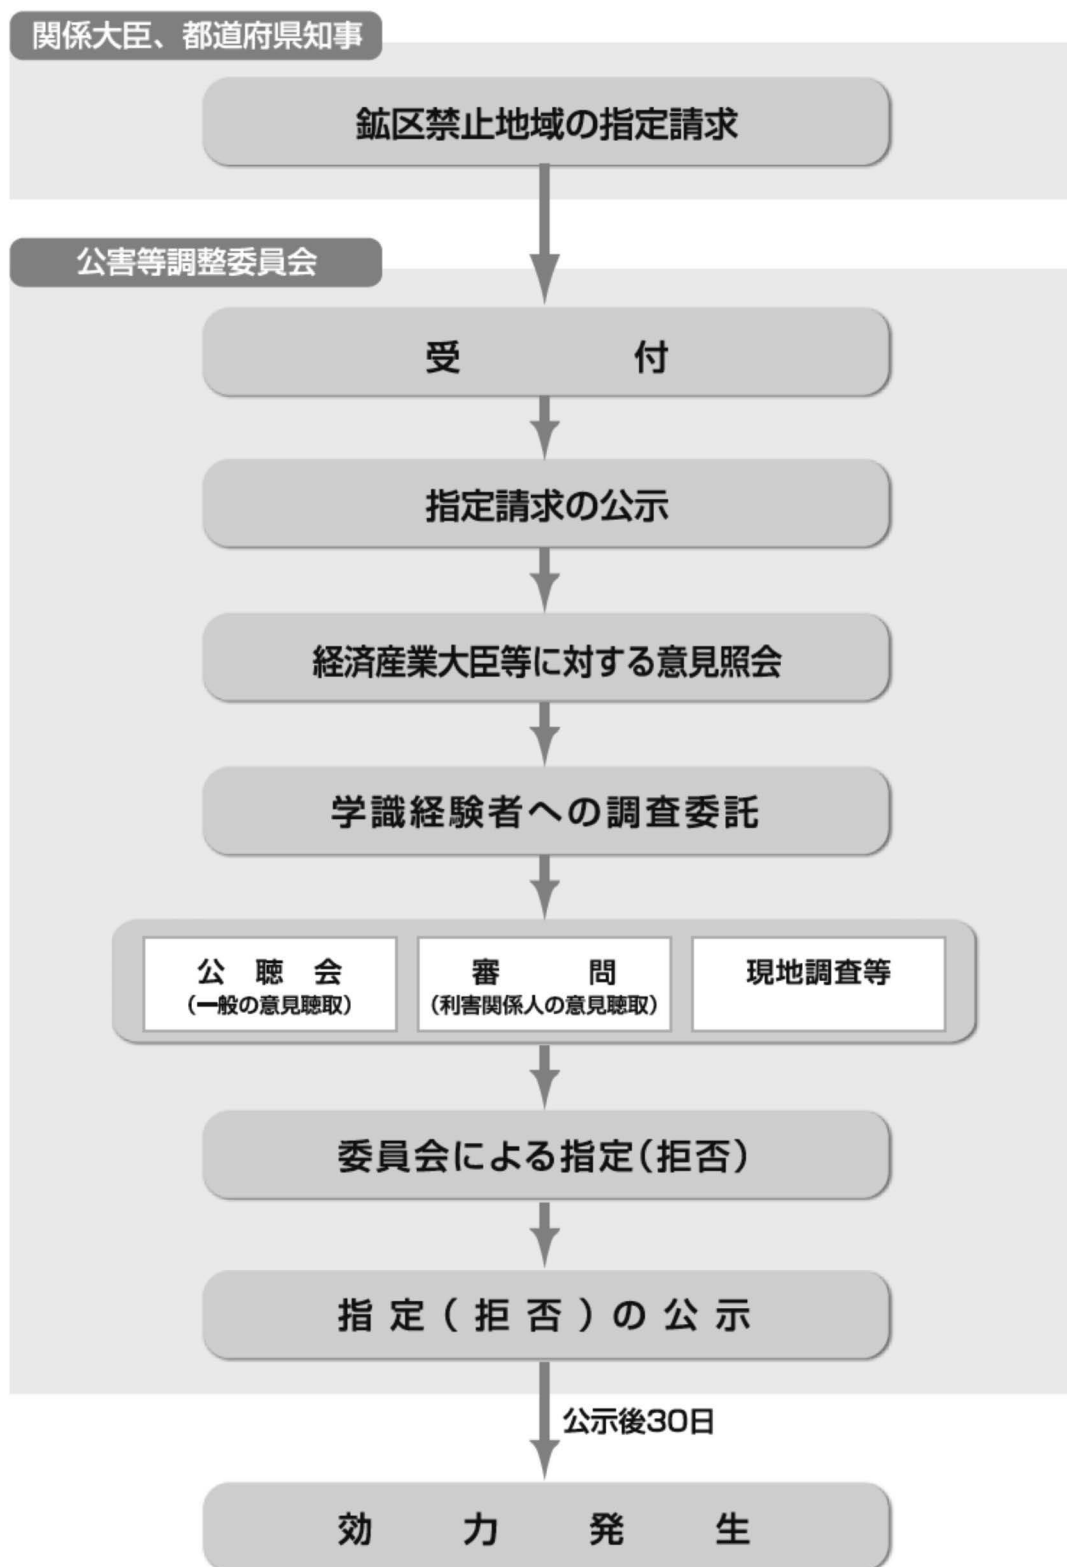 関係大臣、都道府県知事
鉱区禁止地域の指定請求
公害等調整委員会
受付
指定請求の公示
経済産業大臣等に対する意見照会
学識経験者への調査委託
公聴会
(一般の意見聴取)
審問
(利害関係人の意見聴取)
現地調査等
委員会による指定(拒否)
指定(拒否)の公示
公示後30日
効力発生